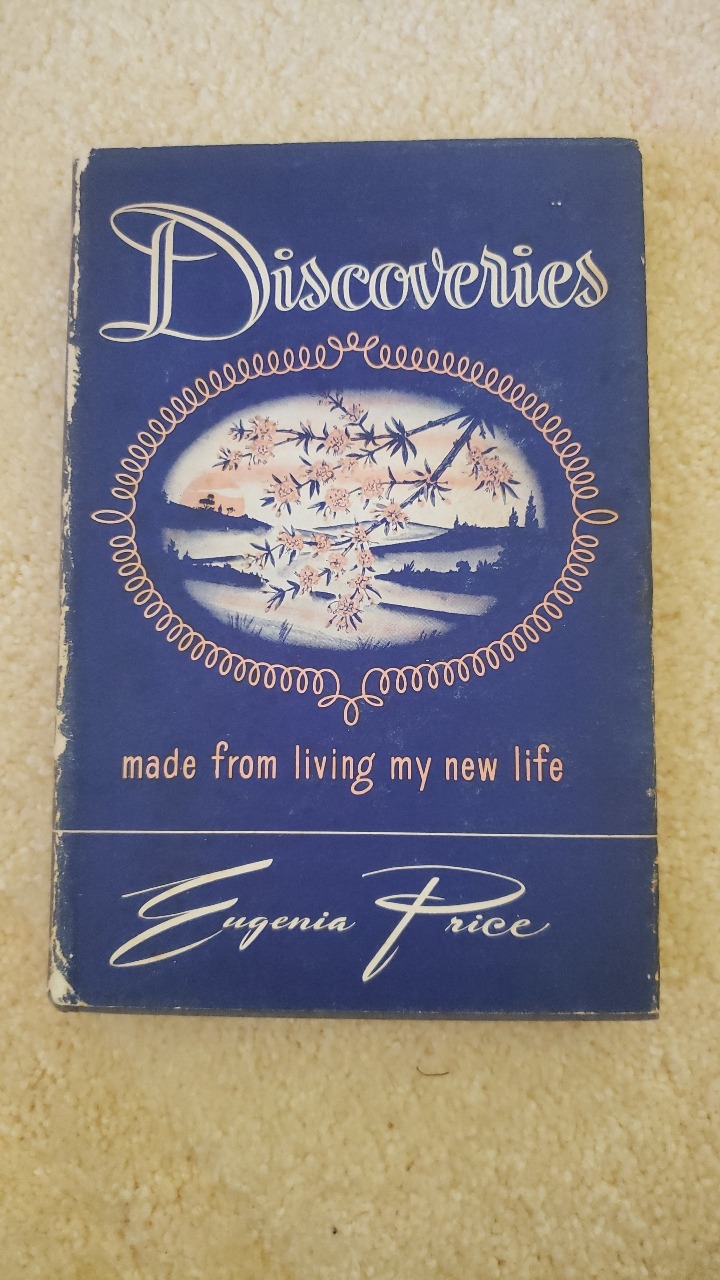 Discoveries
made from living my new life
Eugenia Price